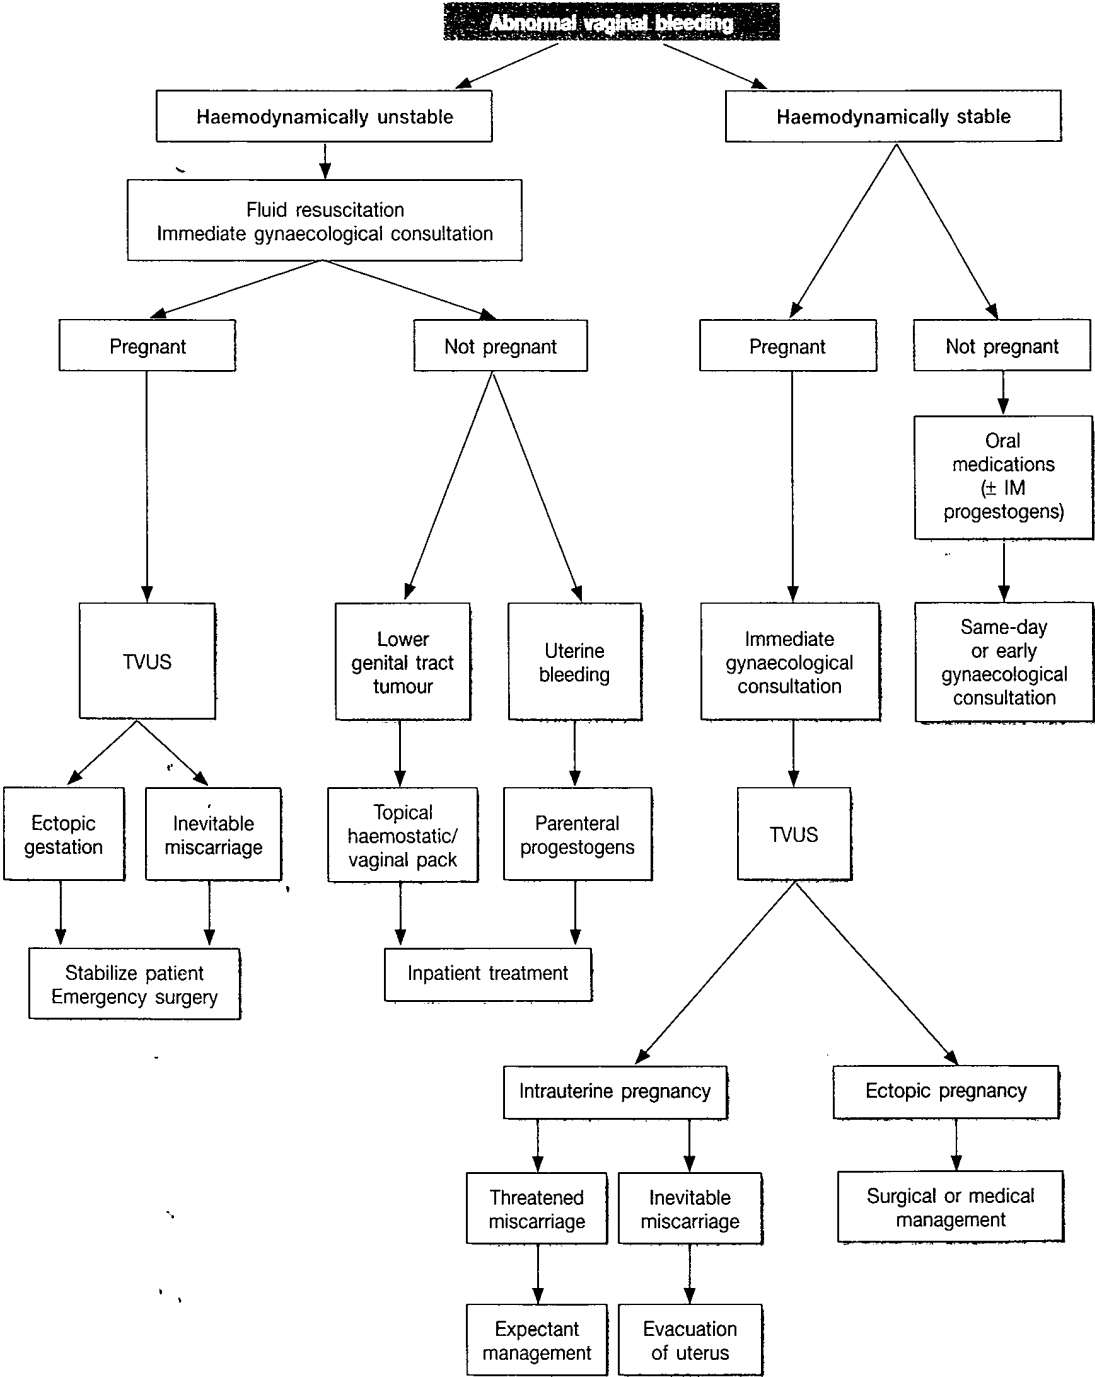 Abnormal vaginal bleeding
Haemodynamically unstable
Haemodynamically stable
Fluid resuscitation
Immediate gynaecological consultation
Pregnant
Not pregnant
Pregnant
Not pregnant
Oral
medications
(± IM
progestogens)
TVUS
Lower
genital tract
tumour
Uterine
bleeding
Immediate
gynaecological
consultation
Same-day
or early
gynaecological
consultation
Ectopic
gestation
Inevitable
miscarriage
Topical
haemostatic/
vaginal pack
Parenteral
progestogens
TVUS
Stabilize patient
Emergency surgery
Inpatient treatment
Intrauterine pregnancy
Ectopic pregnancy
Threatened
miscarriage
Inevitable
miscarriage
Surgical or medical
management
Expectant
management
Evacuation
of uterus